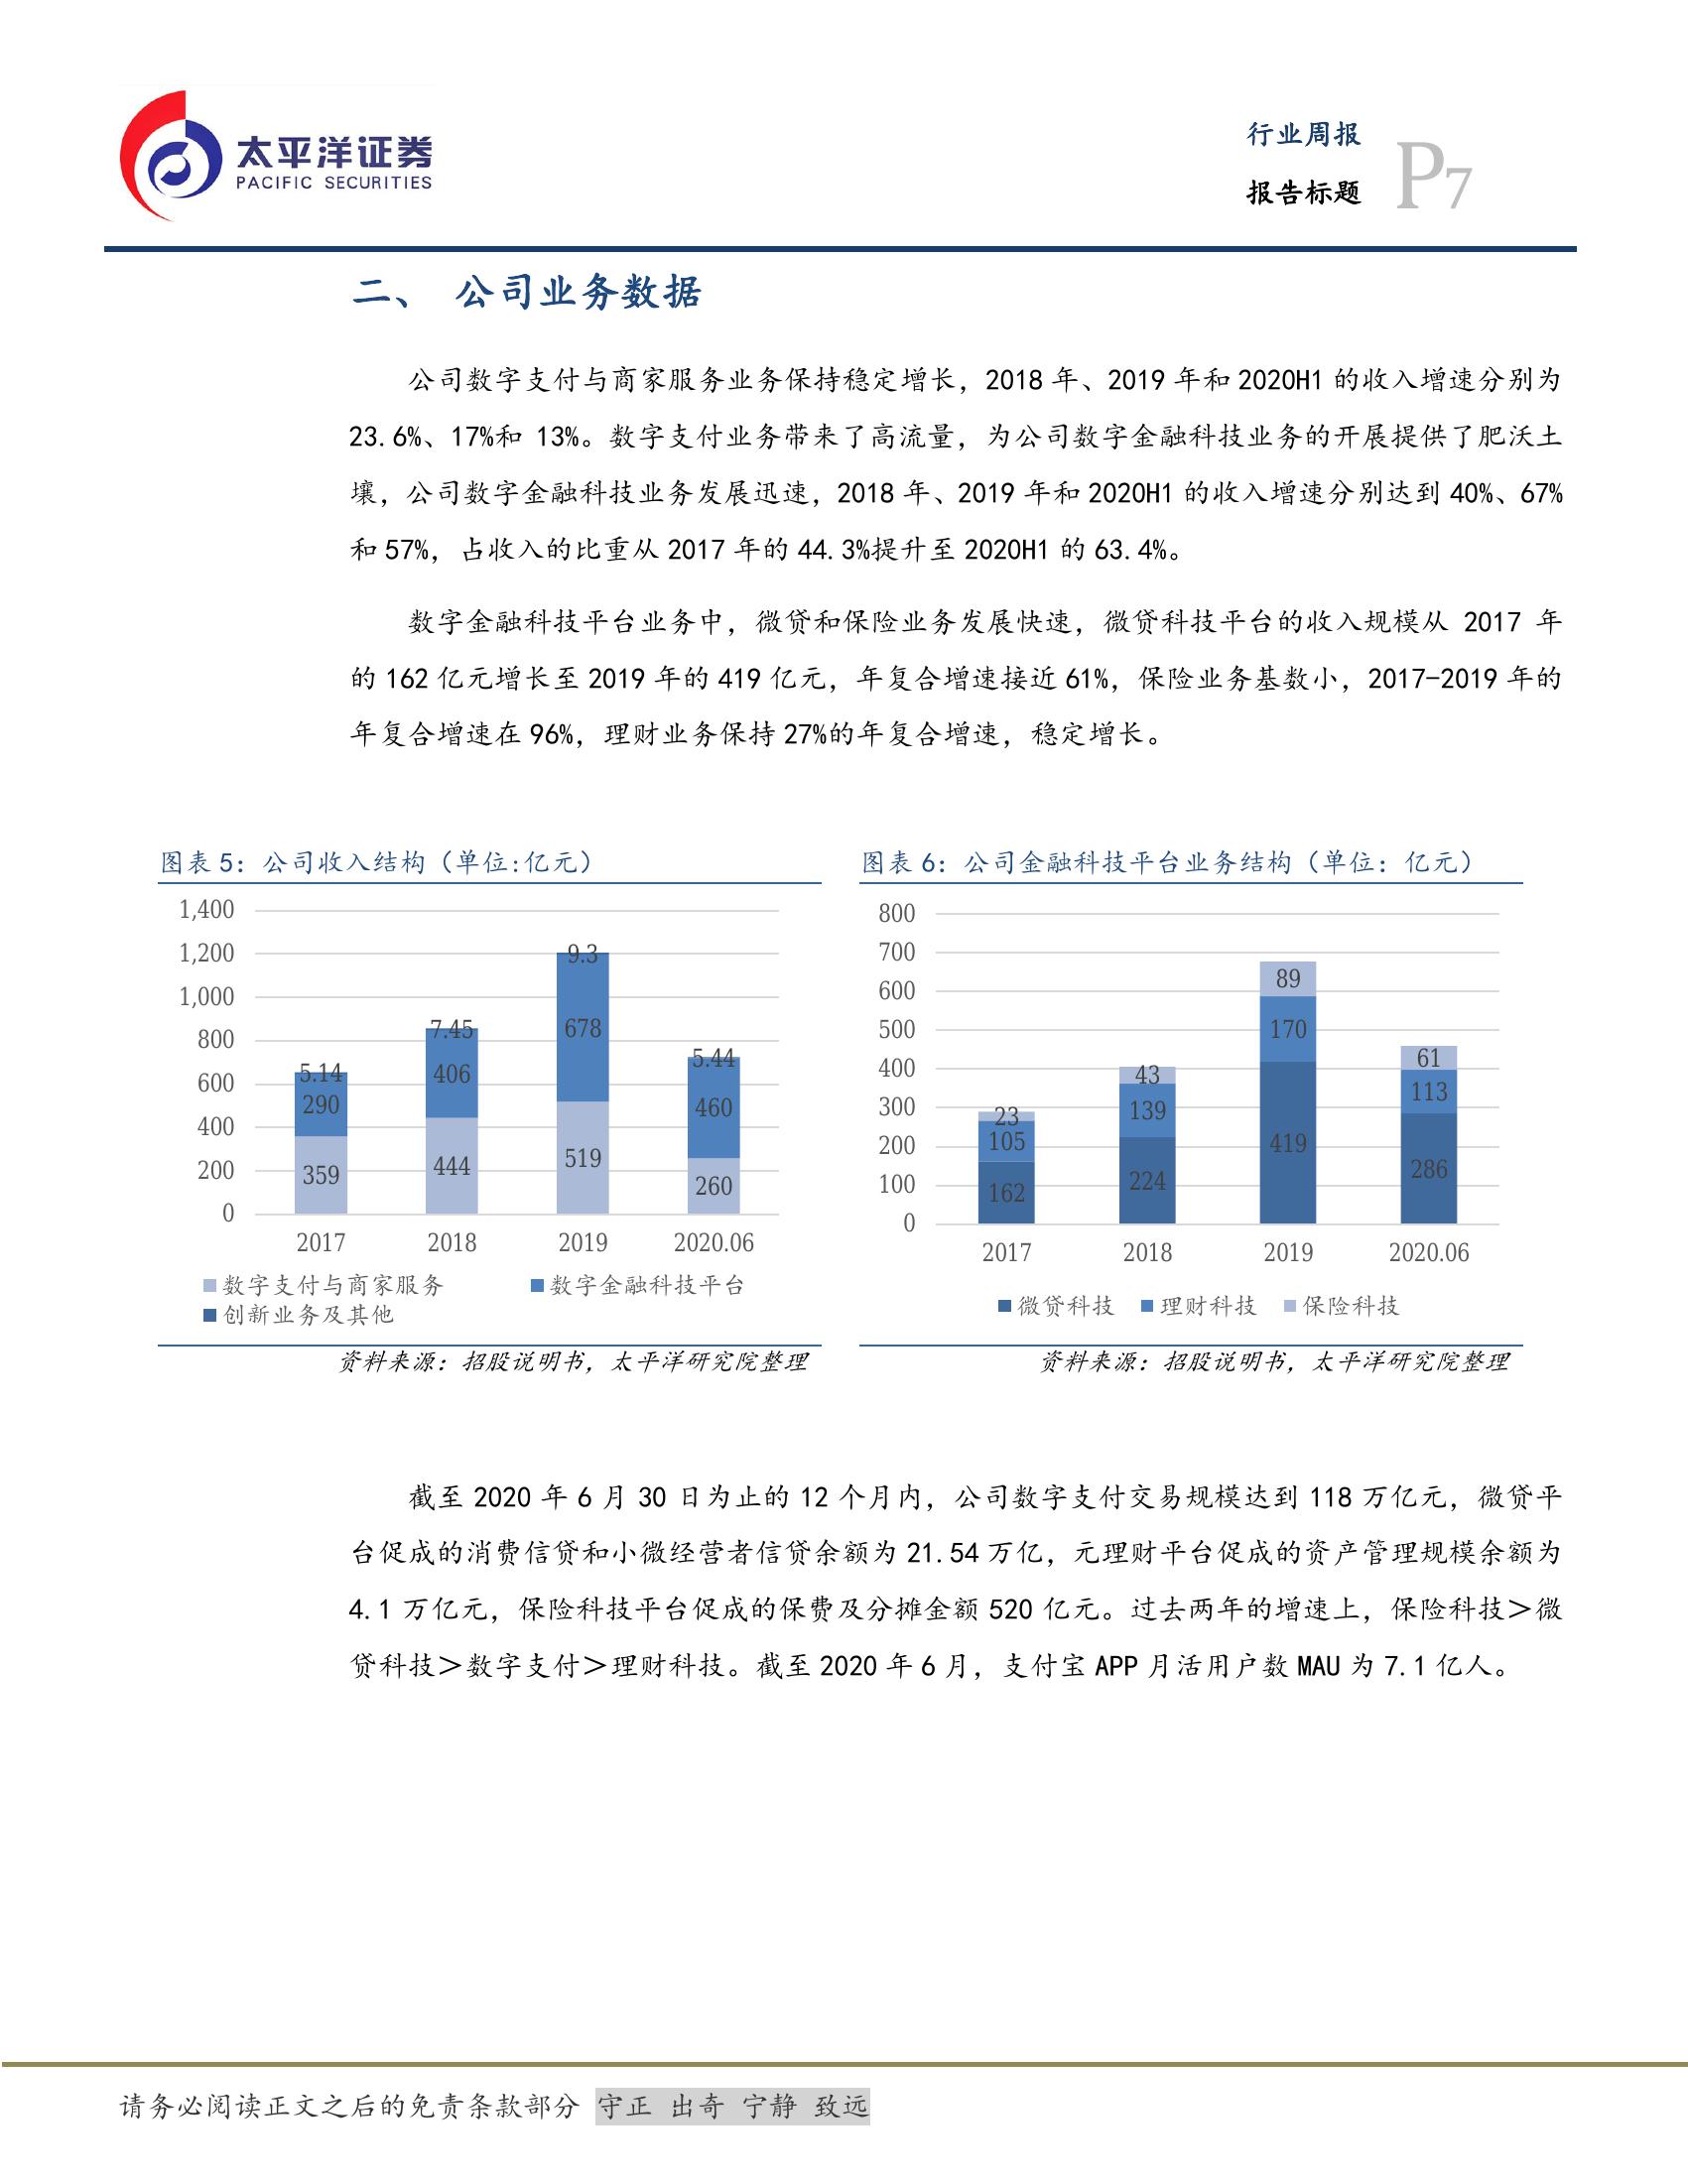 太平洋证券
PACIFIC SECURITIES
行业周报
报告标题
P7
二、 公司业务数据
公司数字支付与商家服务业务保持稳定增长，2018 年、2019 年和 2020H1 的收入增速分别为
23.6%、17%和 13%。数字支付业务带来了高流量，为公司数字金融科技业务的开展提供了肥沃土
壤，公司数字金融科技业务发展迅速，2018 年、2019 年和 2020H1 的收入增速分别达到 40%、67%
和 57%，占收入的比重从 2017 年的 44.3%提升至 2020H1 的 63.4%。
数字金融科技平台业务中，微贷和保险业务发展快速，微贷科技平台的收入规模从 2017 年
的 162 亿元增长至 2019 年的 419 亿元，年复合增速接近 61%，保险业务基数小，2017-2019 年的
年复合增速在 96%，理财业务保持 27%的年复合增速，稳定增长。
图表 5：公司收入结构（单位:亿元）
1,400
1,200
1,000
800
600
400
200
0
5.14
290
359
7.45
406
444
9.3
678
519
5.44
460
260
2017 2018 2019 2020.06
数字支付与商家服务 数字金融科技平台
创新业务及其他
资料来源：招股说明书，太平洋研究院整理
图表 6：公司金融科技平台业务结构（单位：亿元）
800
700
600
500
400
300
200
100
0
23
105
162
43
139
224
89
170
419
61
113
286
2017 2018 2019 2020.06
微贷科技 理财科技 保险科技
资料来源：招股说明书，太平洋研究院整理
截至 2020 年 6 月 30 日为止的 12 个月内，公司数字支付交易规模达到 118 万亿元，微贷平
台促成的消费信贷和小微经营者信贷余额为 21.54 万亿，元理财平台促成的资产管理规模余额为
4.1 万亿元，保险科技平台促成的保费及分摊金额 520 亿元。过去两年的增速上，保险科技＞微
贷科技＞数字支付＞理财科技。截至 2020 年 6 月，支付宝 APP 月活用户数 MAU 为 7.1 亿人。
请务必阅读正文之后的免责条款部分 守正 出奇 宁静 致远